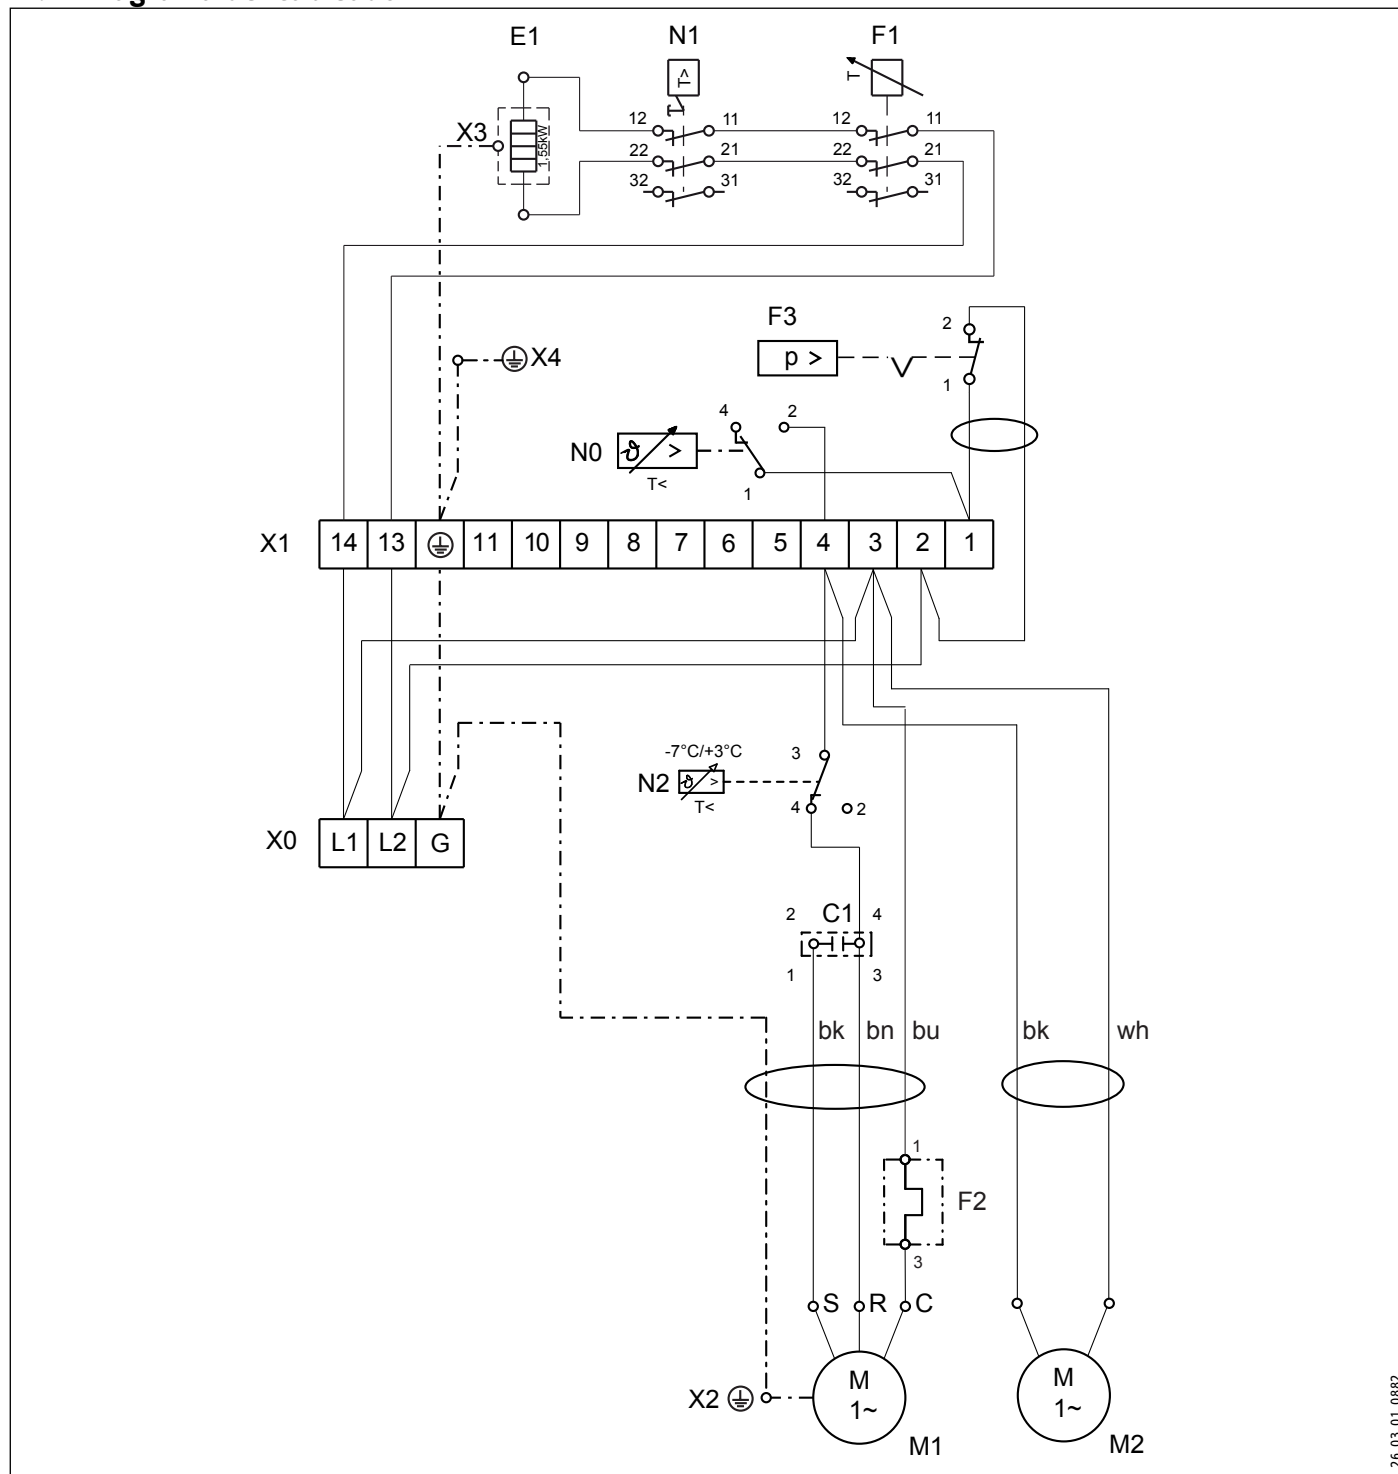 E1 N1 F1
T> T
12 11 12 11
X3 1,55kW
22 21 22 21
32 31 32 31
F3 2
p >
X4
1
4 2
N0 ϑ >
T<
1
X1 14 13 11 10 9 8 7 6 5 4 3 2 1
-7°C/+3°C 3
N2 ϑ >
T< 4 2
X0 L1 L2 G
2 C1 4
1 3
bk bn bu bk wh
1
F2
3
S R C
M M
1~ 1~
X2
M1 M2
26_03_01_0882